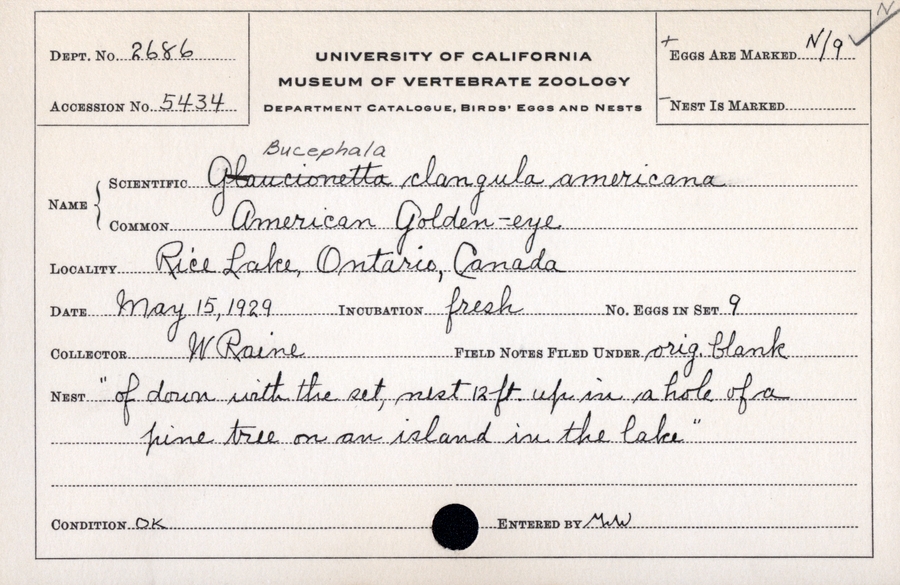 N
DEPT. No. 2686
UNIVERSITY OF CALIFORNIA
MUSEUM OF VERTEBRATE ZOOLOGY
DEPARTMENT CATALOGUE, BIRDS' EGGS AND NESTS
+ EGGS ARE MARKED N/9
ACCESSION No. 5434
- NEST IS MARKED
Bucephala
NAME { SCIENTIFIC Glaucionetta clangula americana
COMMON American Golden-eye
LOCALITY Rice Lake, Ontario, Canada
DATE May 15, 1929 INCUBATION fresh No. EGGS IN SET 9
COLLECTOR W Raine FIELD NOTES FILED UNDER orig. blank
NEST "of down with the set, nest 12 ft. up in a hole of a
pine tree on an island in the lake"
CONDITION OK ENTERED BY